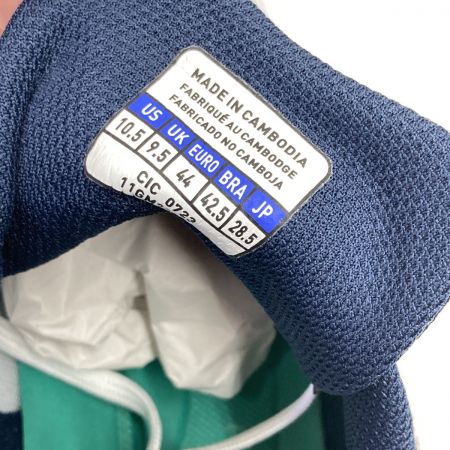 MADE IN CAMBODIA
FABRIQUÉ AU CAMBODGE
FABRICADO NO CAMBOJA
US UK EURO BRA JP
10.5 9.5 44 42.5 28.5
CIC 0722